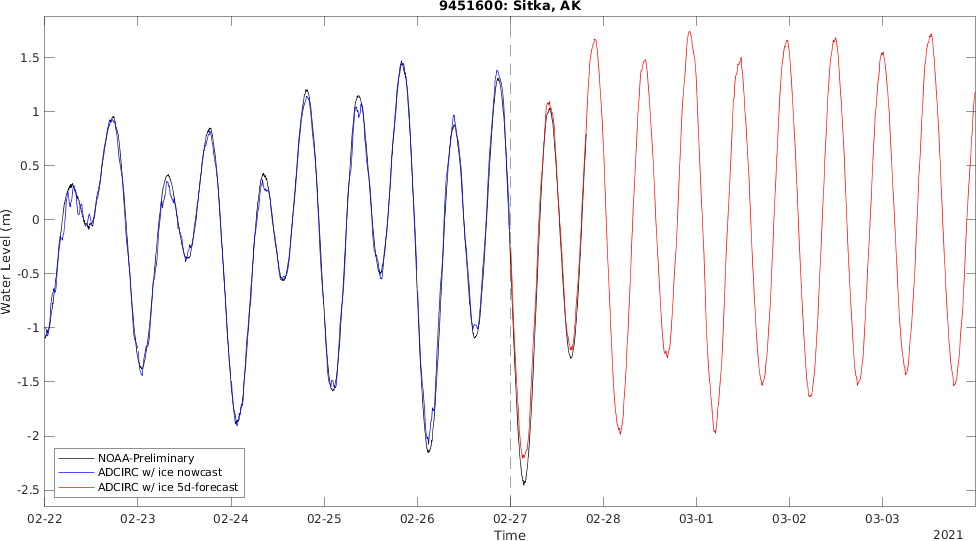 9451600: Sitka, AK
1.5
1
0.5
0
-0.5
-1
-1.5
-2
-2.5
Water Level (m)
NOAA-Preliminary
ADCIRC w/ ice nowcast
ADCIRC w/ ice 5d-forecast
02-22 02-23 02-24 02-25 02-26 02-27 02-28 03-01 03-02 03-03
Time
2021